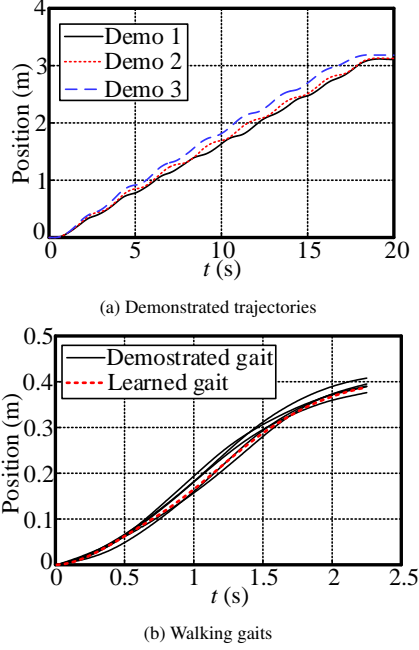 4
3
2
1
0
Position (m)
Demo 1
Demo 2
Demo 3
0
5
10
15
20
t (s)
(a) Demonstrated trajectories
0.5
0.4
0.3
0.2
0.1
0
Position (m)
Demostrated gait
Learned gait
0
0.5
1
1.5
2
2.5
t (s)
(b) Walking gaits